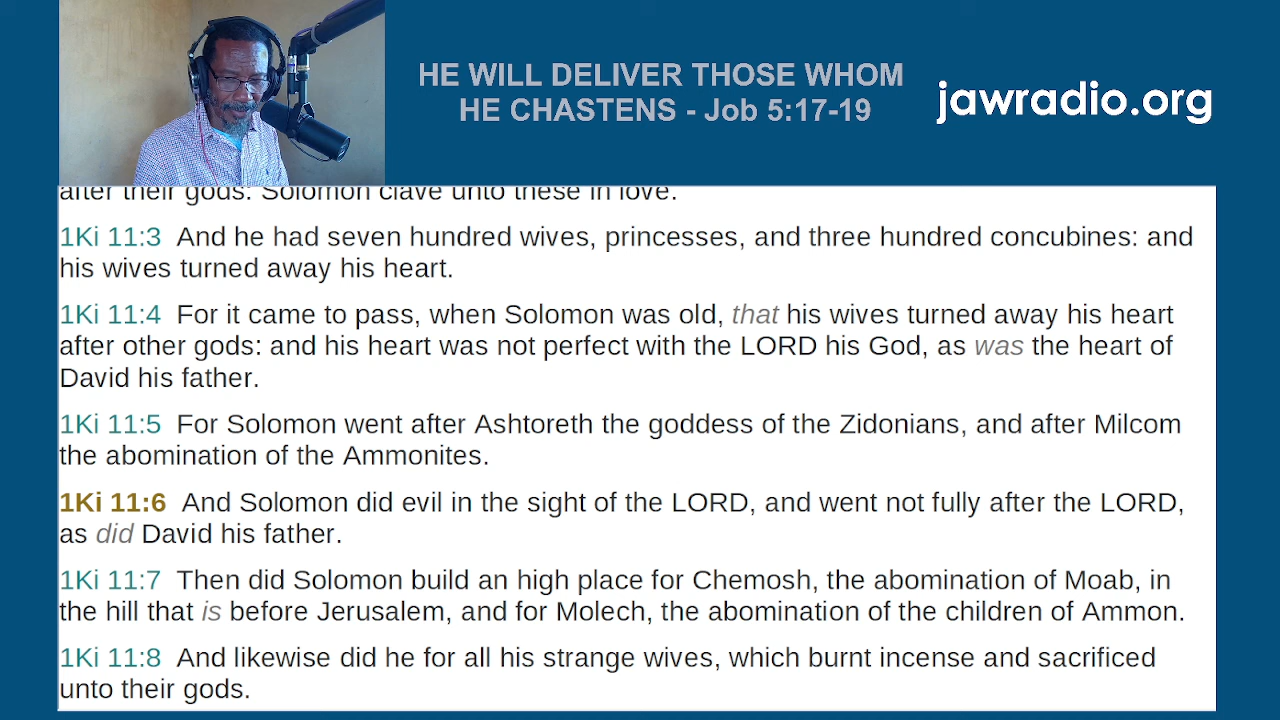 HE WILL DELIVER THOSE WHOM
HE CHASTENS - Job 5:17-19
jawradio.org
after their gods: Solomon clave unto these in love.
1Ki 11:3 And he had seven hundred wives, princesses, and three hundred concubines: and
his wives turned away his heart.
1Ki 11:4 For it came to pass, when Solomon was old, that his wives turned away his heart
after other gods: and his heart was not perfect with the LORD his God, as was the heart of
David his father.
1Ki 11:5 For Solomon went after Ashtoreth the goddess of the Zidonians, and after Milcom
the abomination of the Ammonites.
1Ki 11:6 And Solomon did evil in the sight of the LORD, and went not fully after the LORD,
as did David his father.
1Ki 11:7 Then did Solomon build an high place for Chemosh, the abomination of Moab, in
the hill that is before Jerusalem, and for Molech, the abomination of the children of Ammon.
1Ki 11:8 And likewise did he for all his strange wives, which burnt incense and sacrificed
unto their gods.